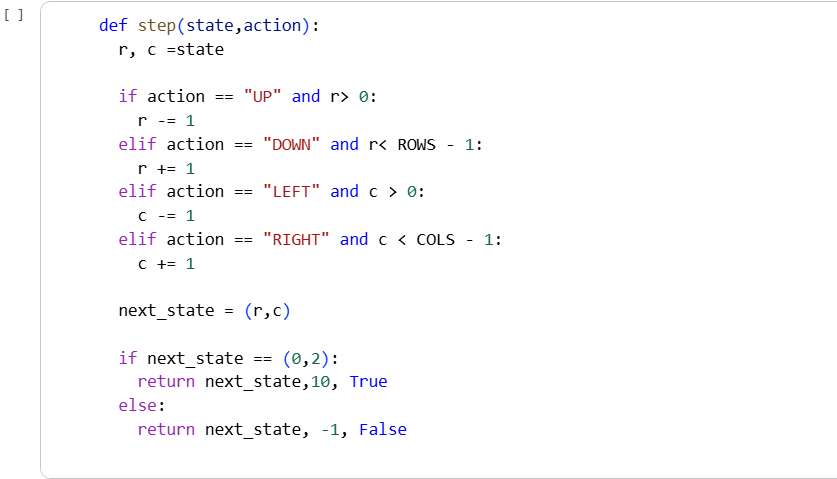 [ ]
def step(state,action):
  r, c =state

  if action == "UP" and r> 0:
    r -= 1
  elif action == "DOWN" and r< ROWS - 1:
    r += 1
  elif action == "LEFT" and c > 0:
    c -= 1
  elif action == "RIGHT" and c < COLS - 1:
    c += 1

  next_state = (r,c)

  if next_state == (0,2):
    return next_state,10, True
  else:
    return next_state, -1, False